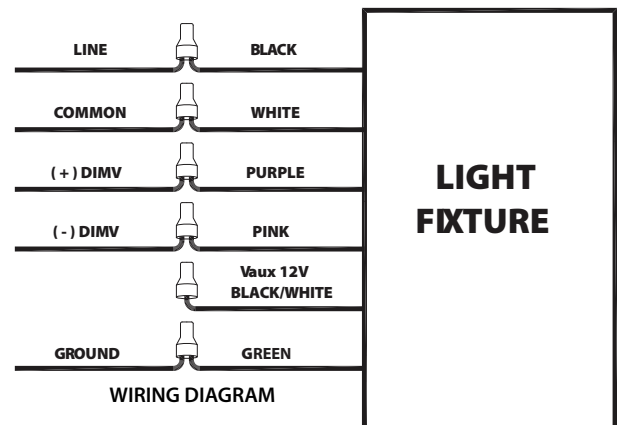 LINE BLACK
COMMON WHITE
( + ) DIMV PURPLE
LIGHT
FIXTURE
( - ) DIMV PINK
Vaux 12V
BLACK/WHITE
GROUND GREEN
WIRING DIAGRAM